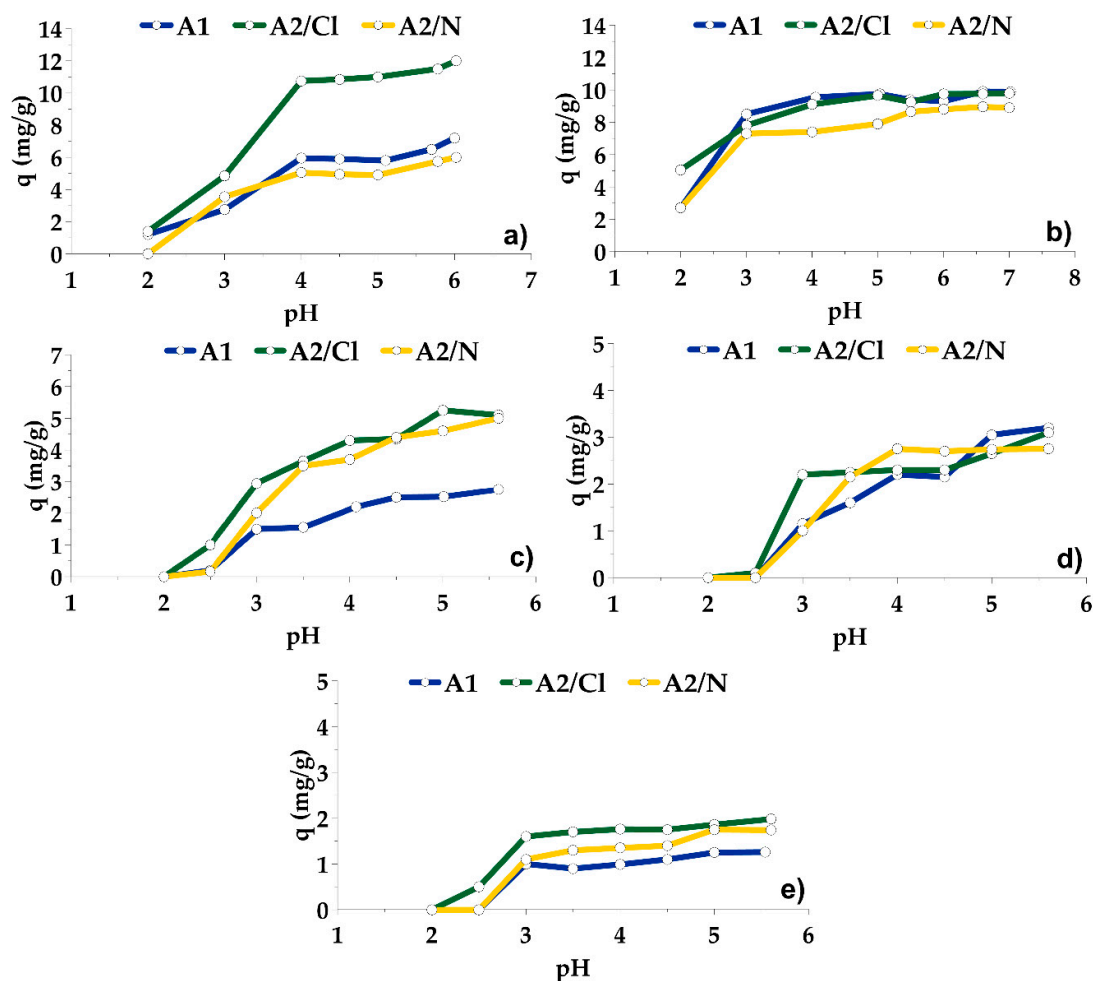 A1 A2/Cl A2/N
q (mg/g)
14
12
10
8
6
4
2
0
1 2 3 4 5 6 7
pH
a)
A1 A2/Cl A2/N
q (mg/g)
14
12
10
8
6
4
2
0
1 2 3 4 5 6 7 8
pH
b)
A1 A2/Cl A2/N
q (mg/g)
7
6
5
4
3
2
1
0
1 2 3 4 5 6
pH
c)
A1 A2/Cl A2/N
q (mg/g)
5
4
3
2
1
0
1 2 3 4 5 6
pH
d)
A1 A2/Cl A2/N
q (mg/g)
5
4
3
2
1
0
1 2 3 4 5 6
pH
e)